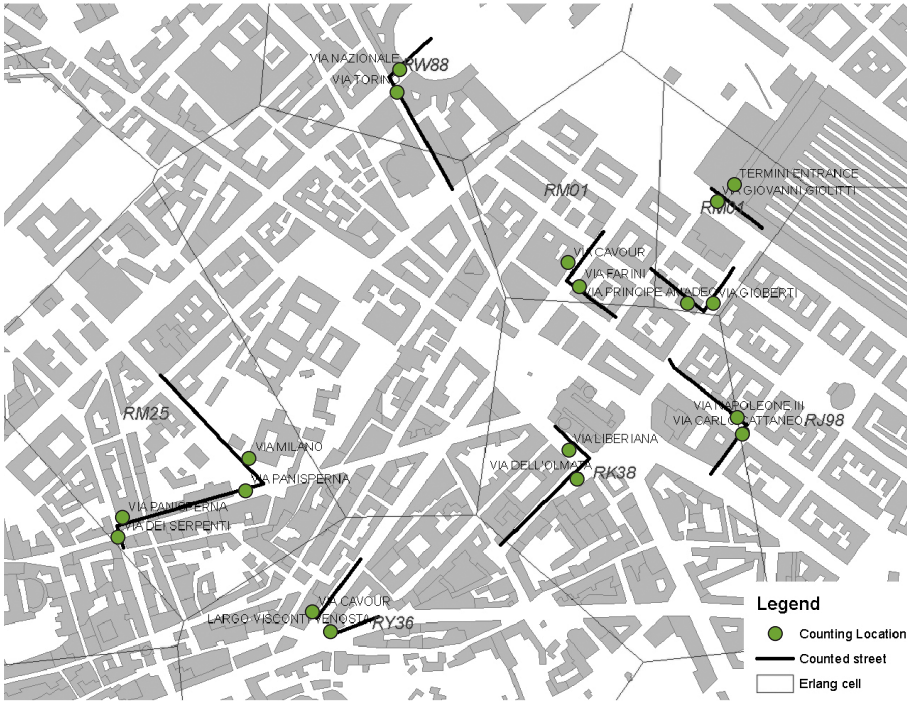 VIA NAZIONALE
RW88
VIA TORINO
TERMINI ENTRANCE
VIA GIOVANNI GIOLITTI
RM01
RM01
VIA CAVOUR
VIA FARINI
VIA PRINCIPE AMADEO
VIA GIOBERTI
RM25
VIA NAPOLEONE III
VIA CARLO CATTANEO
RJ98
VIA MILANO
VIA LIBERIANA
VIA DELL'OLMATA
RK38
VIA PANISPERNA
VIA PANISPERNA
VIA DEI SERPENTI
VIA CAVOUR
LARGO VISCONTI VENOSTA
RY36
Legend
Counting Location
Counted street
Erlang cell